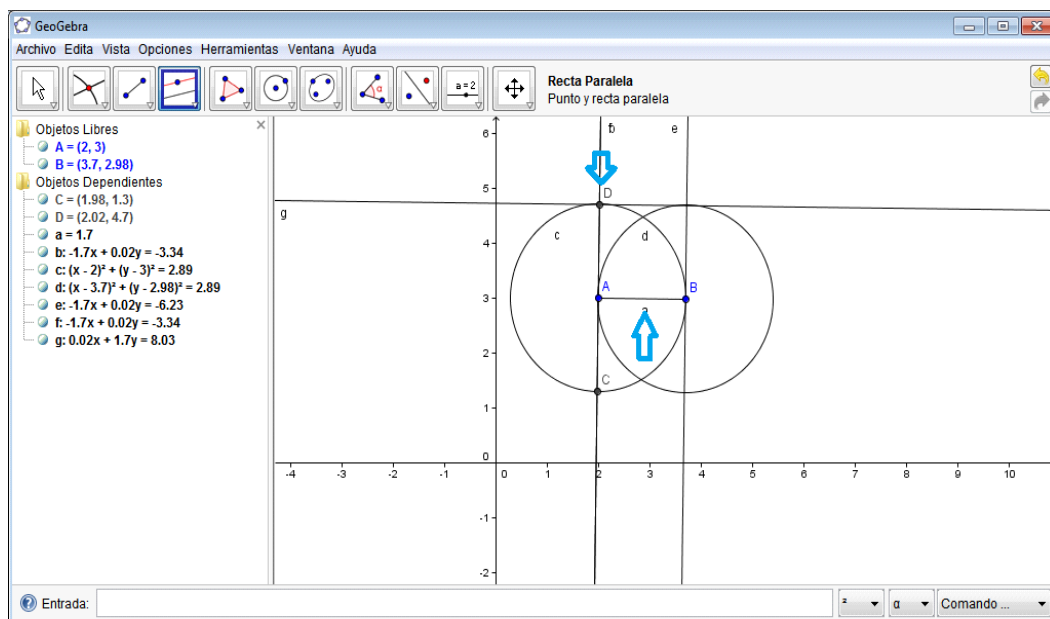 GeoGebra
Archivo Edita Vista Opciones Herramientas Ventana Ayuda
a = 2
Recta Paralela
Punto y recta paralela
Objetos Libres
A = (2, 3)
B = (3.7, 2.98)
Objetos Dependientes
C = (1.98, 1.3)
D = (2.02, 4.7)
a = 1.7
b: -1.7x + 0.02y = -3.34
c: (x - 2)² + (y - 3)² = 2.89
d: (x - 3.7)² + (y - 2.98)² = 2.89
e: -1.7x + 0.02y = -6.23
f: -1.7x + 0.02y = -3.34
g: 0.02x + 1.7y = 8.03
6
e
5
D
g
c
d
4
A
B
3
2
C
1
0
-4 -3 -2 -1 0 1 2 3 4 5 6 7 8 9 10
-1
-2
Entrada:
²
α
Comando ...